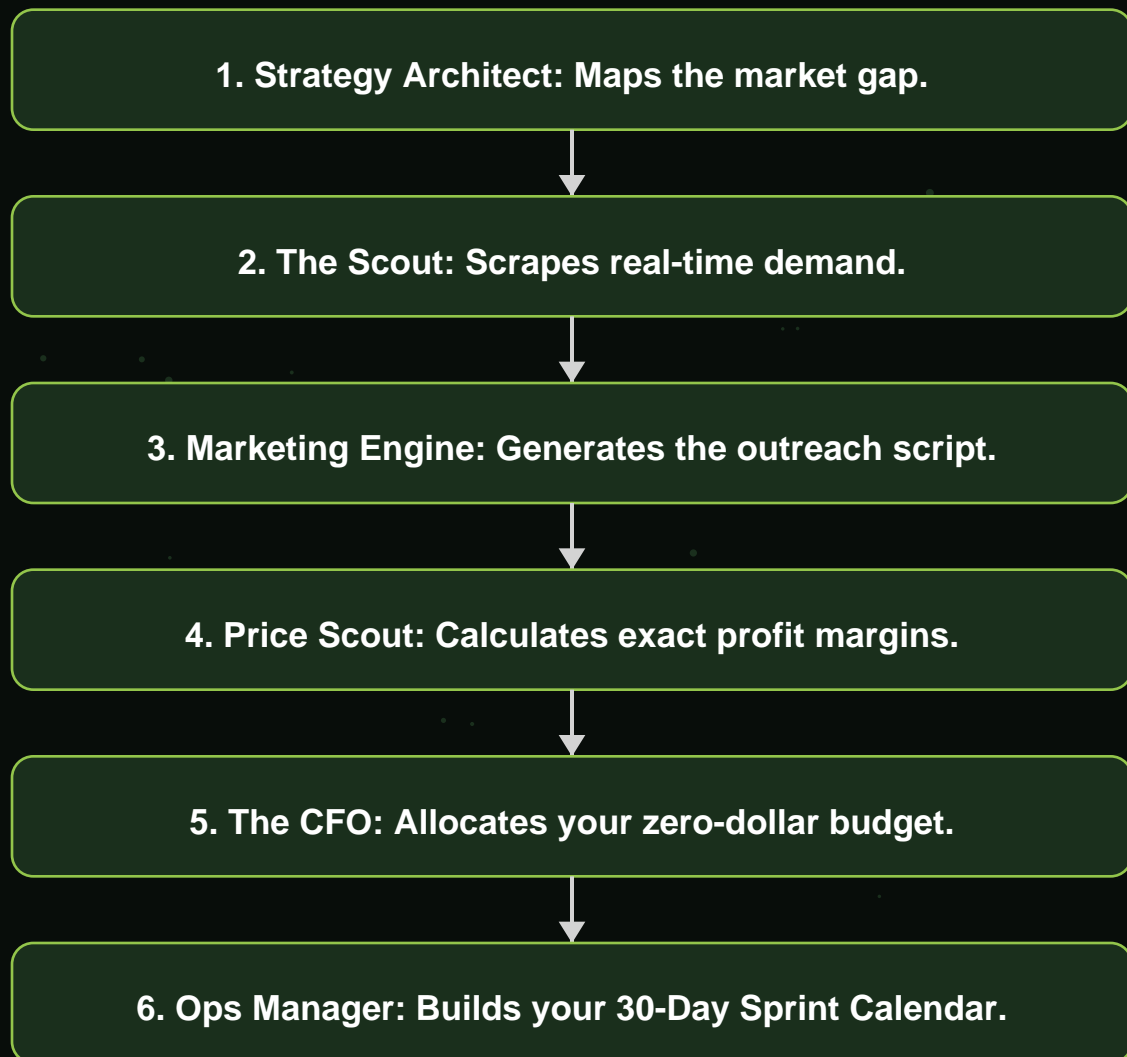 1. Strategy Architect: Maps the market gap.
2. The Scout: Scrapes real-time demand.
3. Marketing Engine: Generates the outreach script.
4. Price Scout: Calculates exact profit margins.
5. The CFO: Allocates your zero-dollar budget.
6. Ops Manager: Builds your 30-Day Sprint Calendar.